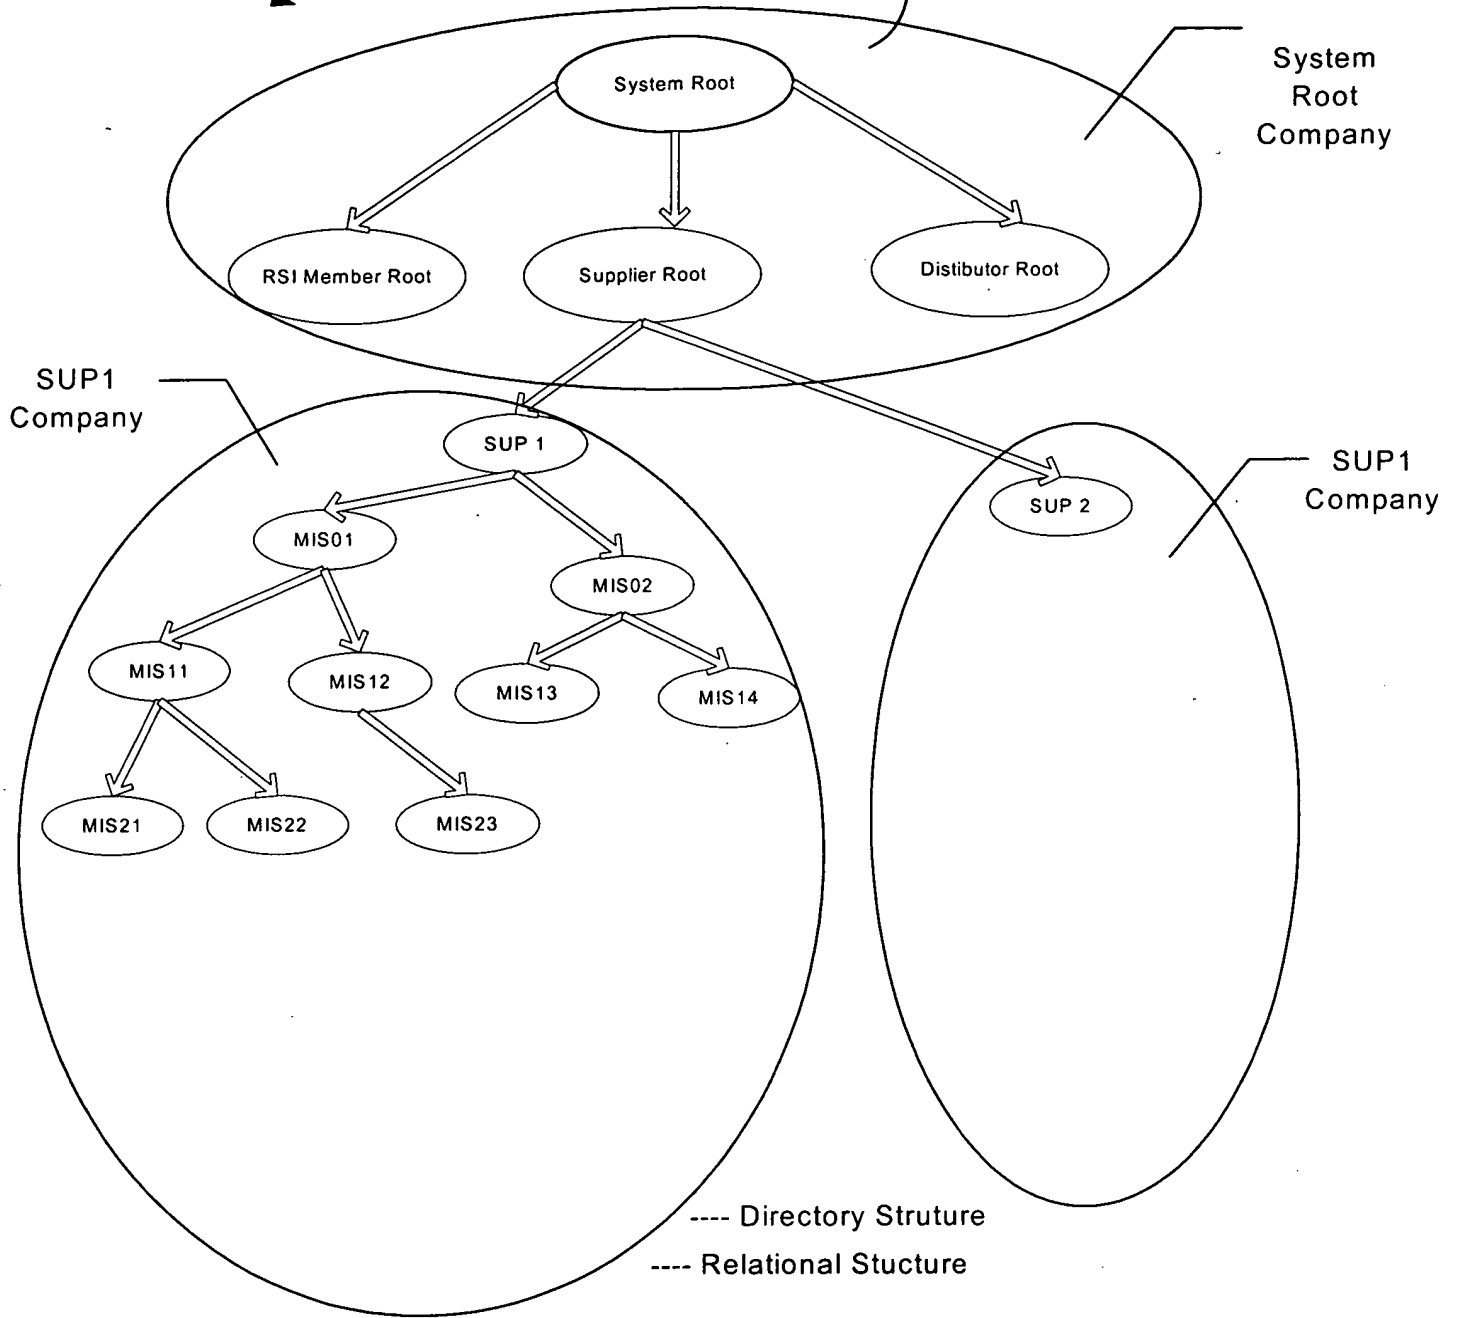 System Root
System
Root
Company
RSI Member Root
Supplier Root
Distibutor Root
SUP1
Company
SUP 1
SUP1
Company
SUP 2
MIS01
MIS02
MIS11
MIS12
MIS13
MIS14
MIS21
MIS22
MIS23
---- Directory Struture
---- Relational Stucture